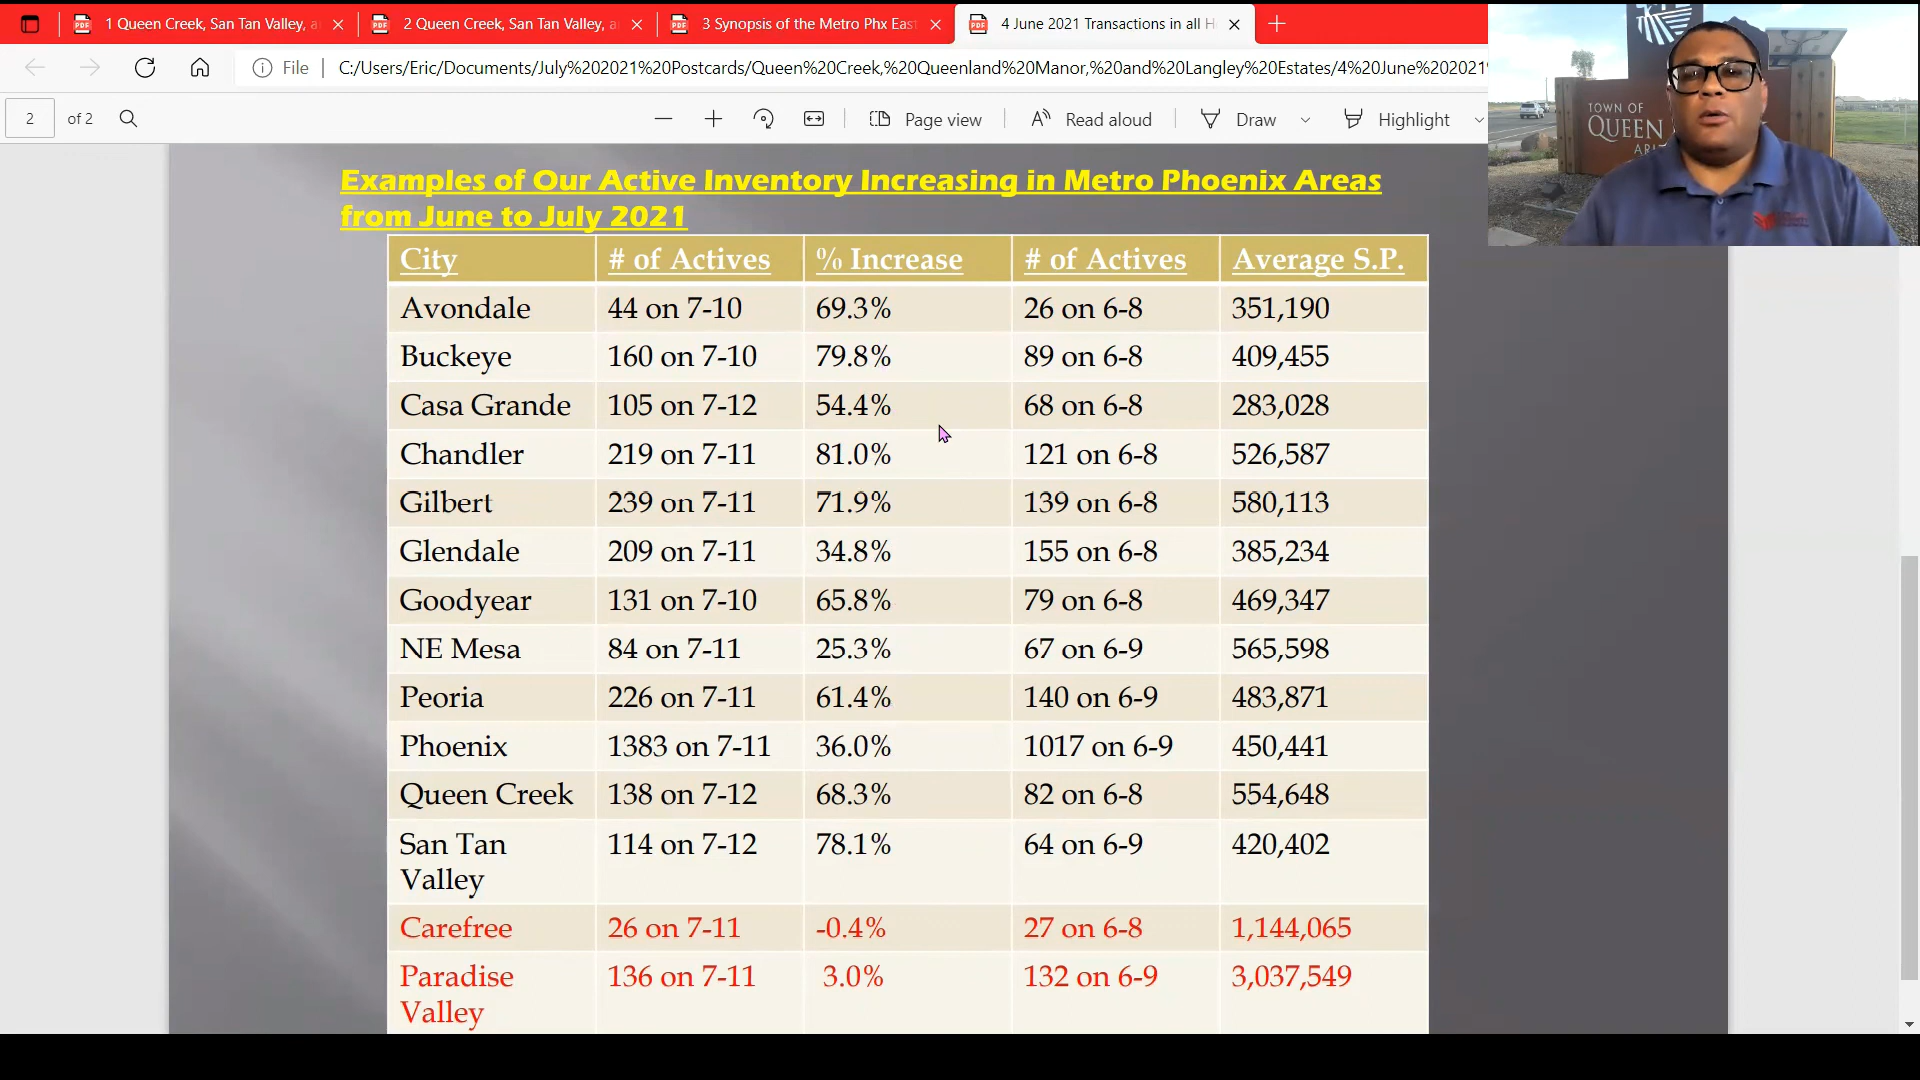 1 Queen Creek, San Tan Valley, a
2 Queen Creek, San Tan Valley, a
3 Synopsis of the Metro Phx East
4 June 2021 Transactions in all H
File
C:/Users/Eric/Documents/July%202021%20Postcards/Queen%20Creek,%20Queenland%20Manor,%20and%20Langley%20Estates/4%20June%202021%
2 of 2
Page view
Read aloud
Draw
Highlight
TOWN OF
QUEEN
ARI
Examples of Our Active Inventory Increasing in Metro Phoenix Areas
from June to July 2021
City # of Actives % Increase # of Actives Average S.P.
Avondale 44 on 7-10 69.3% 26 on 6-8 351,190
Buckeye 160 on 7-10 79.8% 89 on 6-8 409,455
Casa Grande 105 on 7-12 54.4% 68 on 6-8 283,028
Chandler 219 on 7-11 81.0% 121 on 6-8 526,587
Gilbert 239 on 7-11 71.9% 139 on 6-8 580,113
Glendale 209 on 7-11 34.8% 155 on 6-8 385,234
Goodyear 131 on 7-10 65.8% 79 on 6-8 469,347
NE Mesa 84 on 7-11 25.3% 67 on 6-9 565,598
Peoria 226 on 7-11 61.4% 140 on 6-9 483,871
Phoenix 1383 on 7-11 36.0% 1017 on 6-9 450,441
Queen Creek 138 on 7-12 68.3% 82 on 6-8 554,648
San Tan Valley 114 on 7-12 78.1% 64 on 6-9 420,402
Carefree 26 on 7-11 -0.4% 27 on 6-8 1,144,065
Paradise Valley 136 on 7-11 3.0% 132 on 6-9 3,037,549